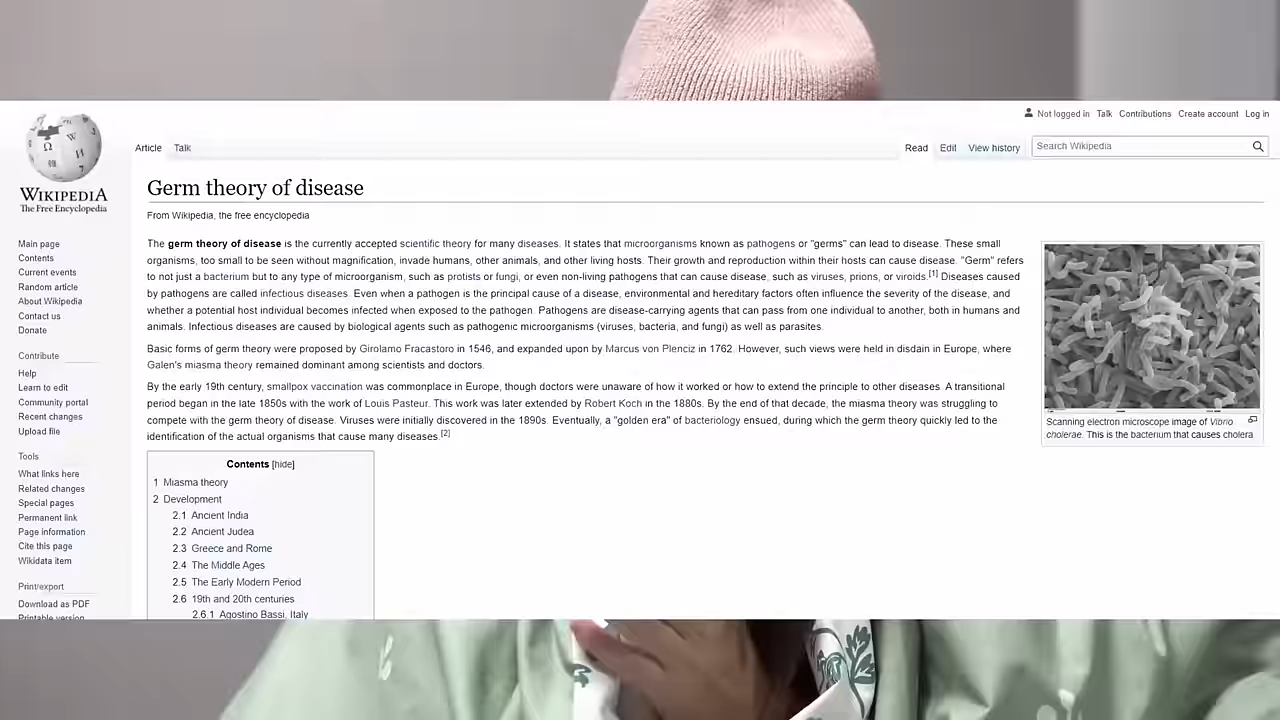 Not logged in Talk Contributions Create account Log in
Article Talk Read Edit View history Search Wikipedia
WIKIPEDIA
The Free Encyclopedia
Germ theory of disease
From Wikipedia, the free encyclopedia
Main page
Contents
Current events
Random article
About Wikipedia
Contact us
Donate
Contribute
Help
Learn to edit
Community portal
Recent changes
Upload file
Tools
What links here
Related changes
Special pages
Permanent link
Page information
Cite this page
Wikidata item
Print/export
Download as PDF
Printable version
The germ theory of disease is the currently accepted scientific theory for many diseases. It states that microorganisms known as pathogens or "germs" can lead to disease. These small
organisms, too small to be seen without magnification, invade humans, other animals, and other living hosts. Their growth and reproduction within their hosts can cause disease. "Germ" refers
to not just a bacterium but to any type of microorganism, such as protists or fungi, or even non-living pathogens that can cause disease, such as viruses, prions, or viroids.[1] Diseases caused
by pathogens are called infectious diseases. Even when a pathogen is the principal cause of a disease, environmental and hereditary factors often influence the severity of the disease, and
whether a potential host individual becomes infected when exposed to the pathogen. Pathogens are disease-carrying agents that can pass from one individual to another, both in humans and
animals. Infectious diseases are caused by biological agents such as pathogenic microorganisms (viruses, bacteria, and fungi) as well as parasites.
Basic forms of germ theory were proposed by Girolamo Fracastoro in 1546, and expanded upon by Marcus von Plenciz in 1762. However, such views were held in disdain in Europe, where
Galen's miasma theory remained dominant among scientists and doctors.
By the early 19th century, smallpox vaccination was commonplace in Europe, though doctors were unaware of how it worked or how to extend the principle to other diseases. A transitional
period began in the late 1850s with the work of Louis Pasteur. This work was later extended by Robert Koch in the 1880s. By the end of that decade, the miasma theory was struggling to
compete with the germ theory of disease. Viruses were initially discovered in the 1890s. Eventually, a "golden era" of bacteriology ensued, during which the germ theory quickly led to the
identification of the actual organisms that cause many diseases.[2]
Scanning electron microscope image of Vibrio
cholerae. This is the bacterium that causes cholera
Contents [hide]
1 Miasma theory
2 Development
2.1 Ancient India
2.2 Ancient Judea
2.3 Greece and Rome
2.4 The Middle Ages
2.5 The Early Modern Period
2.6 19th and 20th centuries
2.6.1 Agostino Bassi, Italy